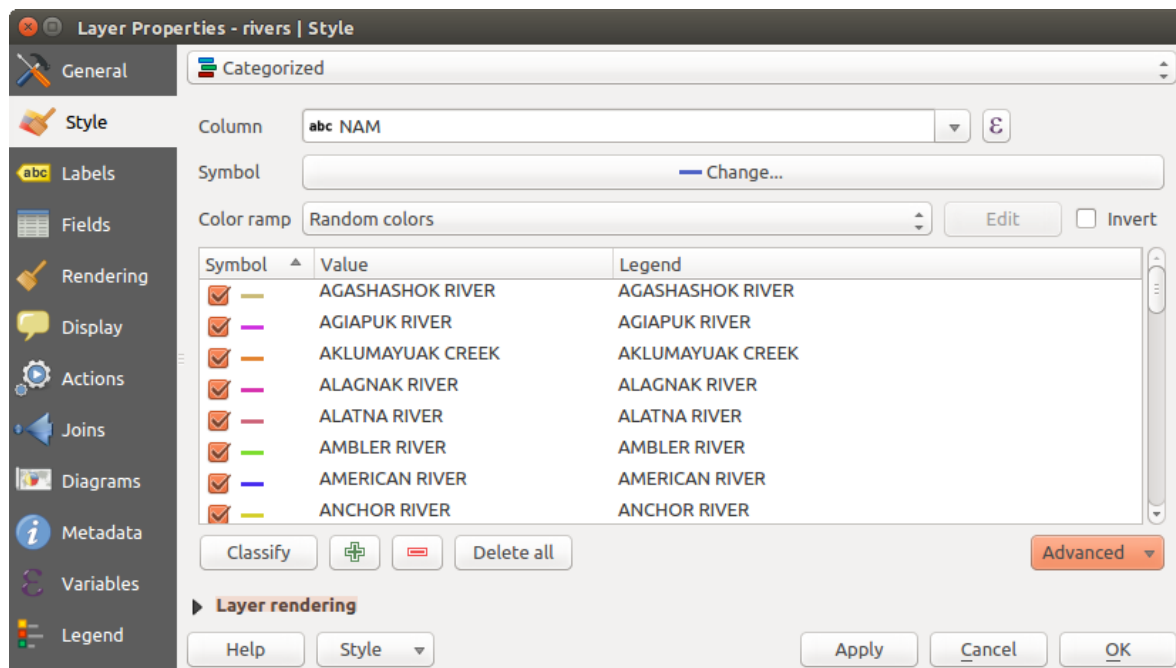 Layer Properties - rivers | Style
General
Style
Labels
Fields
Rendering
Display
Actions
Joins
Diagrams
Metadata
Variables
Legend
Categorized
Column abc NAM ε
Symbol Change...
Color ramp Random colors Edit Invert
Symbol Value Legend
AGASHASHOK RIVER AGASHASHOK RIVER
AGIAPUK RIVER AGIAPUK RIVER
AKLUMAYUAK CREEK AKLUMAYUAK CREEK
ALAGNAK RIVER ALAGNAK RIVER
ALATNA RIVER ALATNA RIVER
AMBLER RIVER AMBLER RIVER
AMERICAN RIVER AMERICAN RIVER
ANCHOR RIVER ANCHOR RIVER
Classify Delete all Advanced
Layer rendering
Help Style Apply Cancel OK